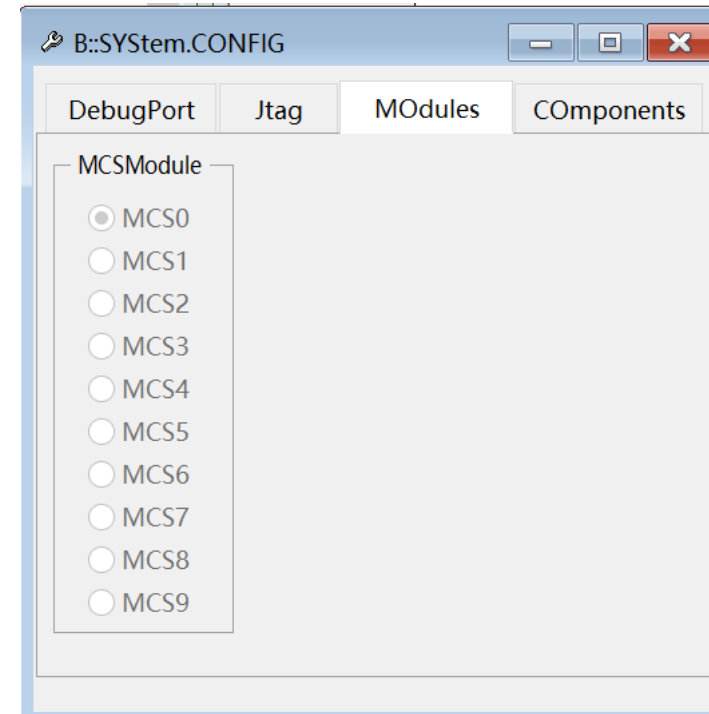 B::SYStem.CONFIG
DebugPort Jtag MOdules COmponents
MCSModule
MCS0
MCS1
MCS2
MCS3
MCS4
MCS5
MCS6
MCS7
MCS8
MCS9